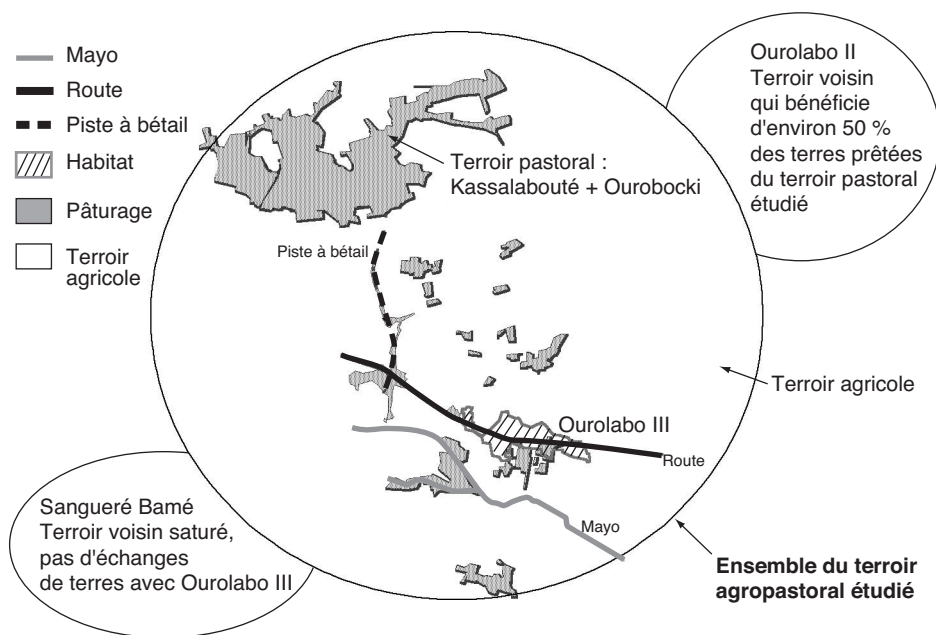 Mayo
Route
Piste à bétail
Habitat
Pâturage
Terroir
agricole
Terroir pastoral :
Kassalabouté + Ourobocki
Ourolabo II
Terroir voisin
qui bénéficie
d'environ 50 %
des terres prêtées
du terroir pastoral
étudié
Piste à bétail
Terroir agricole
Ourolabo III
Route
Mayo
Sangueré Bamé
Terroir voisin saturé,
pas d'échanges
de terres avec Ourolabo III
Ensemble du terroir
agropastoral étudié